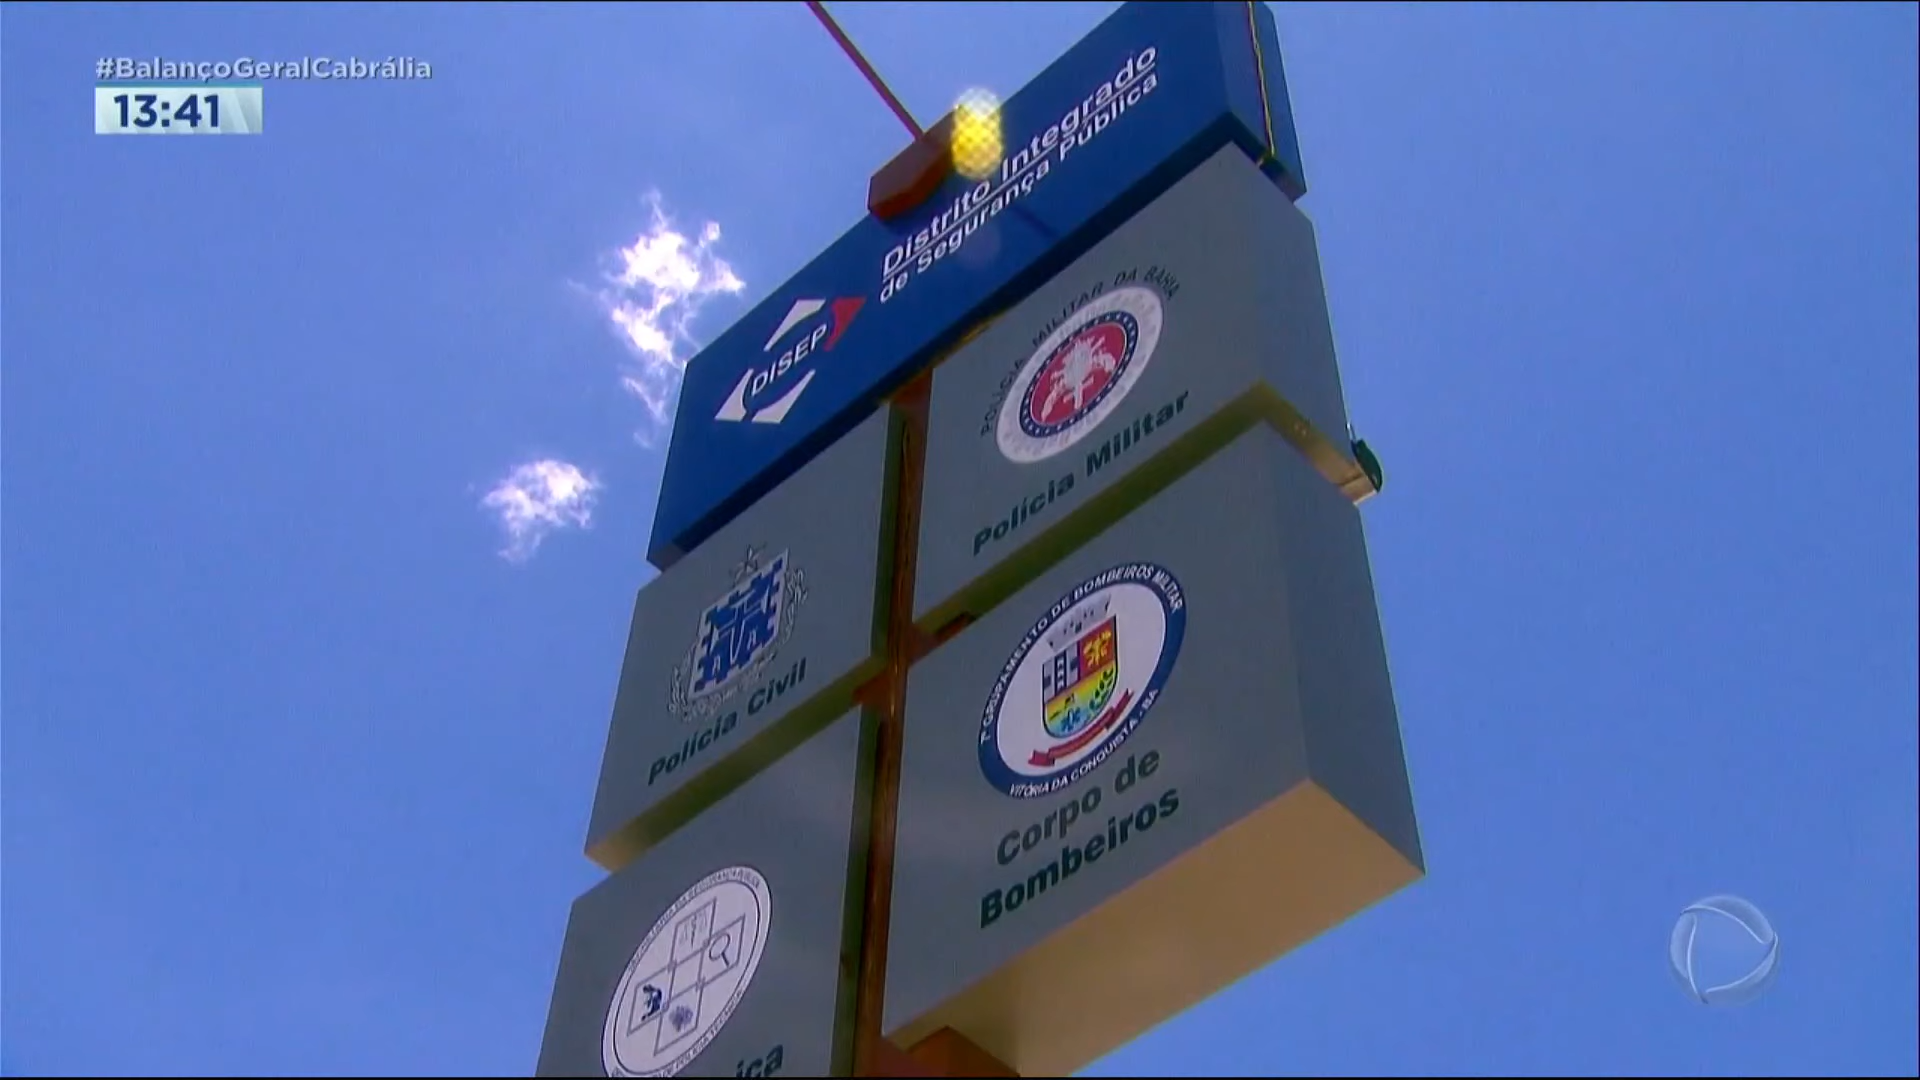 #BalançoGeralCabrália
13:41
Distrito Integrado
de Segurança Pública
DISEP
POLÍCIA MILITAR DA BAHIA
Polícia Militar
Polícia Civil
7º GRUPAMENTO DE BOMBEIROS MILITAR
VITÓRIA DA CONQUISTA - BA
Corpo de
Bombeiros